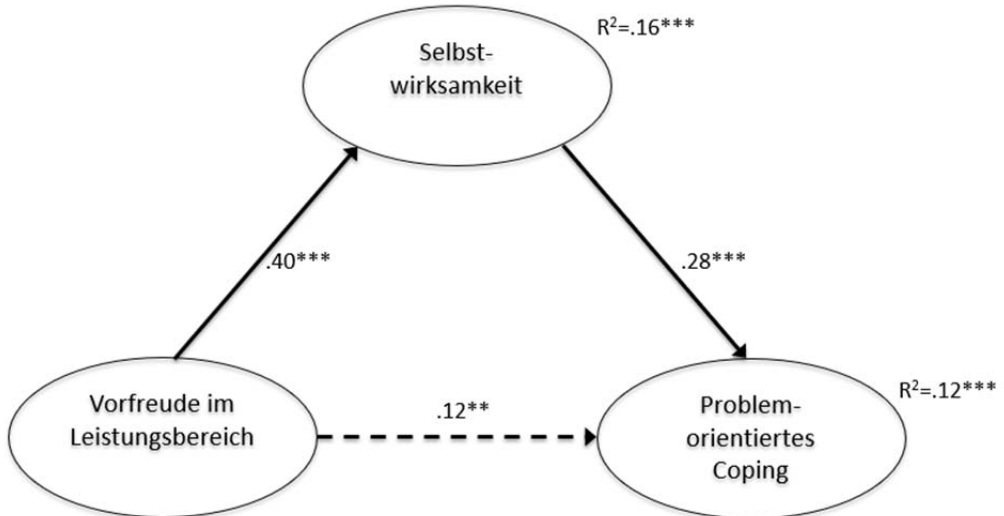 Selbst-
wirksamkeit
R²=.16***
.40***
.28***
Vorfreude im
Leistungsbereich
.12**
Problem-
orientiertes
Coping
R²=.12***